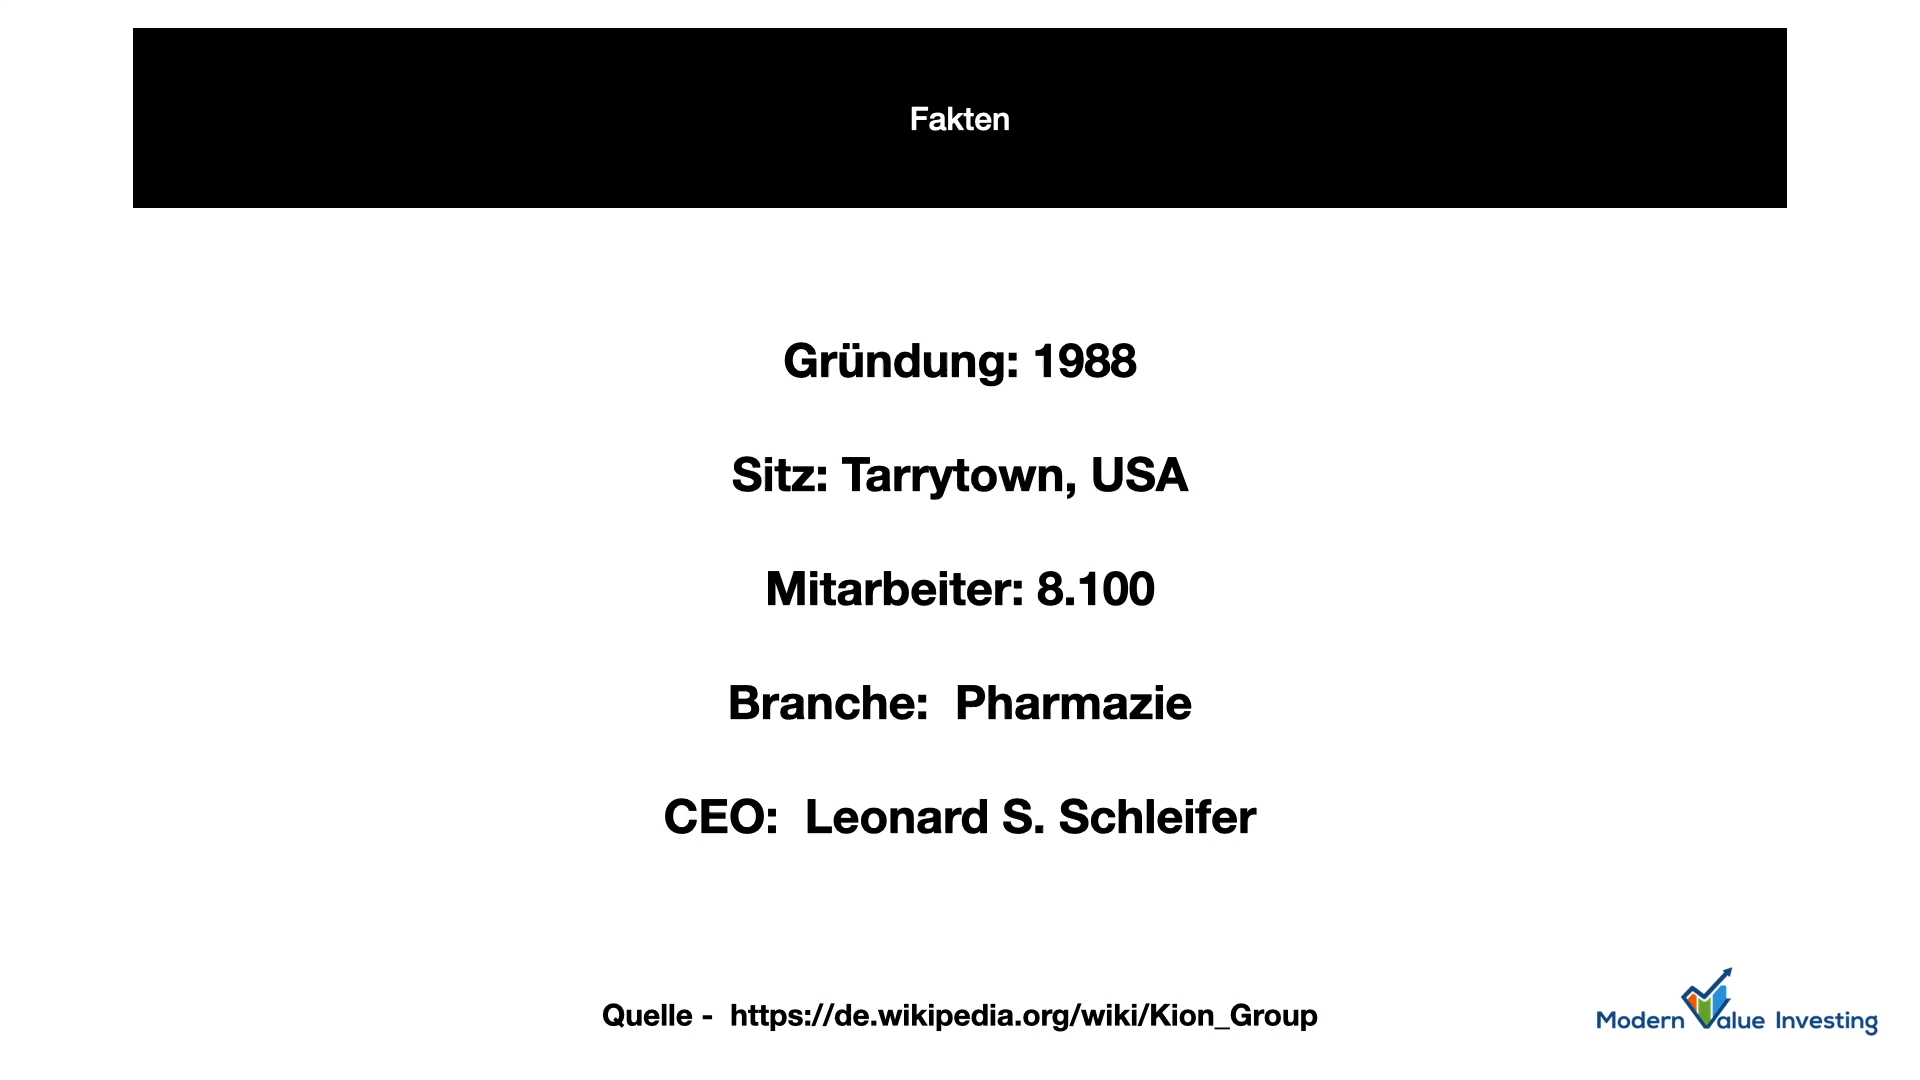 Fakten
Gründung: 1988
Sitz: Tarrytown, USA
Mitarbeiter: 8.100
Branche:  Pharmazie
CEO:  Leonard S. Schleifer
Quelle -  https://de.wikipedia.org/wiki/Kion_Group
Modern Value Investing